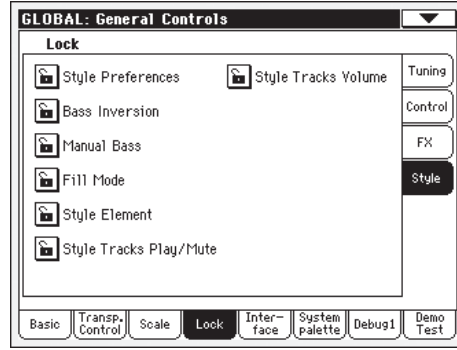 GLOBAL: General Controls
Lock
Style Preferences
Style Tracks Volume
Bass Inversion
Manual Bass
Fill Mode
Style Element
Style Tracks Play/Mute
Tuning
Control
FX
Style
Basic
Transp.
Control
Scale
Lock
Inter-
face
System
palette
Debug1
Demo
Test